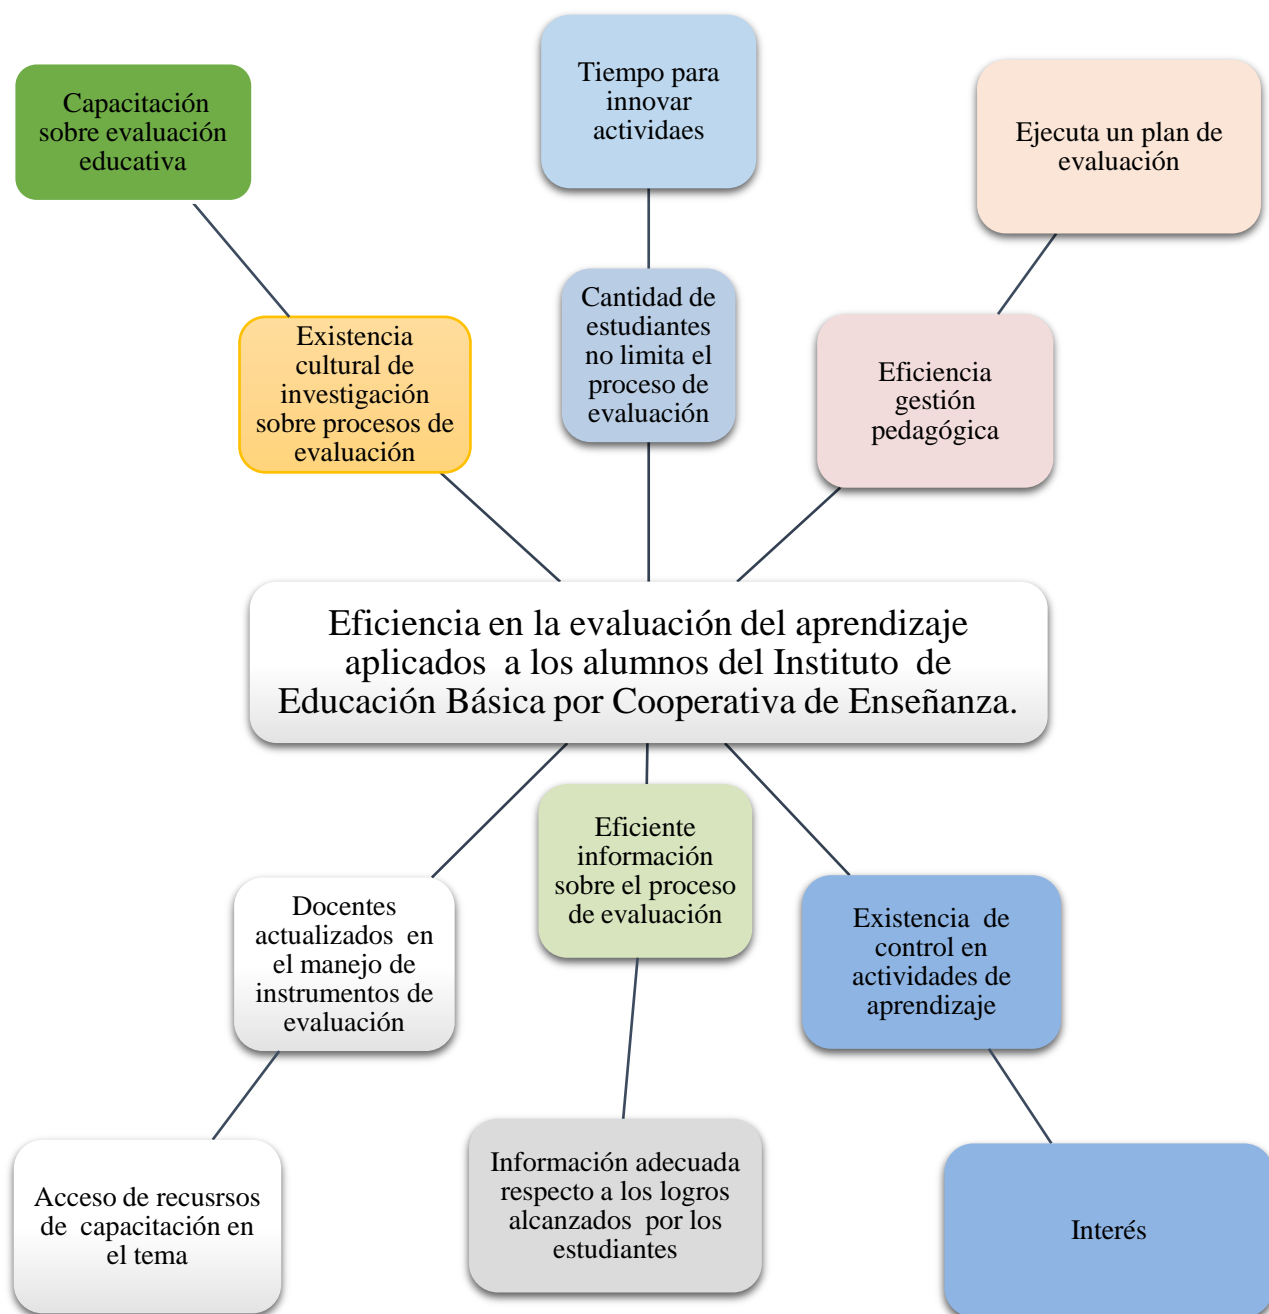 Tiempo para
innovar
actividaes
Capacitación
sobre evaluación
educativa
Ejecuta un plan de
evaluación
Existencia
cultural de
investigación
sobre procesos de
evaluación
Cantidad de
estudiantes
no limita el
proceso de
evaluación
Eficiencia
gestión
pedagógica
Eficiencia en la evaluación del aprendizaje
aplicados a los alumnos del Instituto de
Educación Básica por Cooperativa de Enseñanza.
Docentes
actualizados en
el manejo de
instrumentos de
evaluación
Eficiente
información
sobre el proceso
de evaluación
Existencia de
control en
actividades de
aprendizaje
Acceso de recusrsos
de capacitación en
el tema
Información adecuada
respecto a los logros
alcanzados por los
estudiantes
Interés